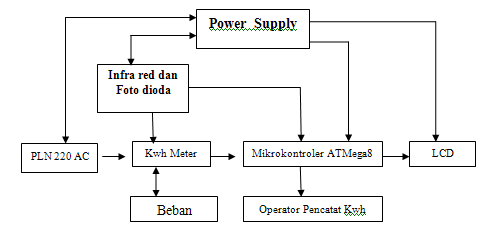 Power Supply
Infra red dan
Foto dioda
PLN 220 AC
Kwh Meter
Mikrokontroler ATMega8
LCD
Beban
Operator Pencatat Kwh